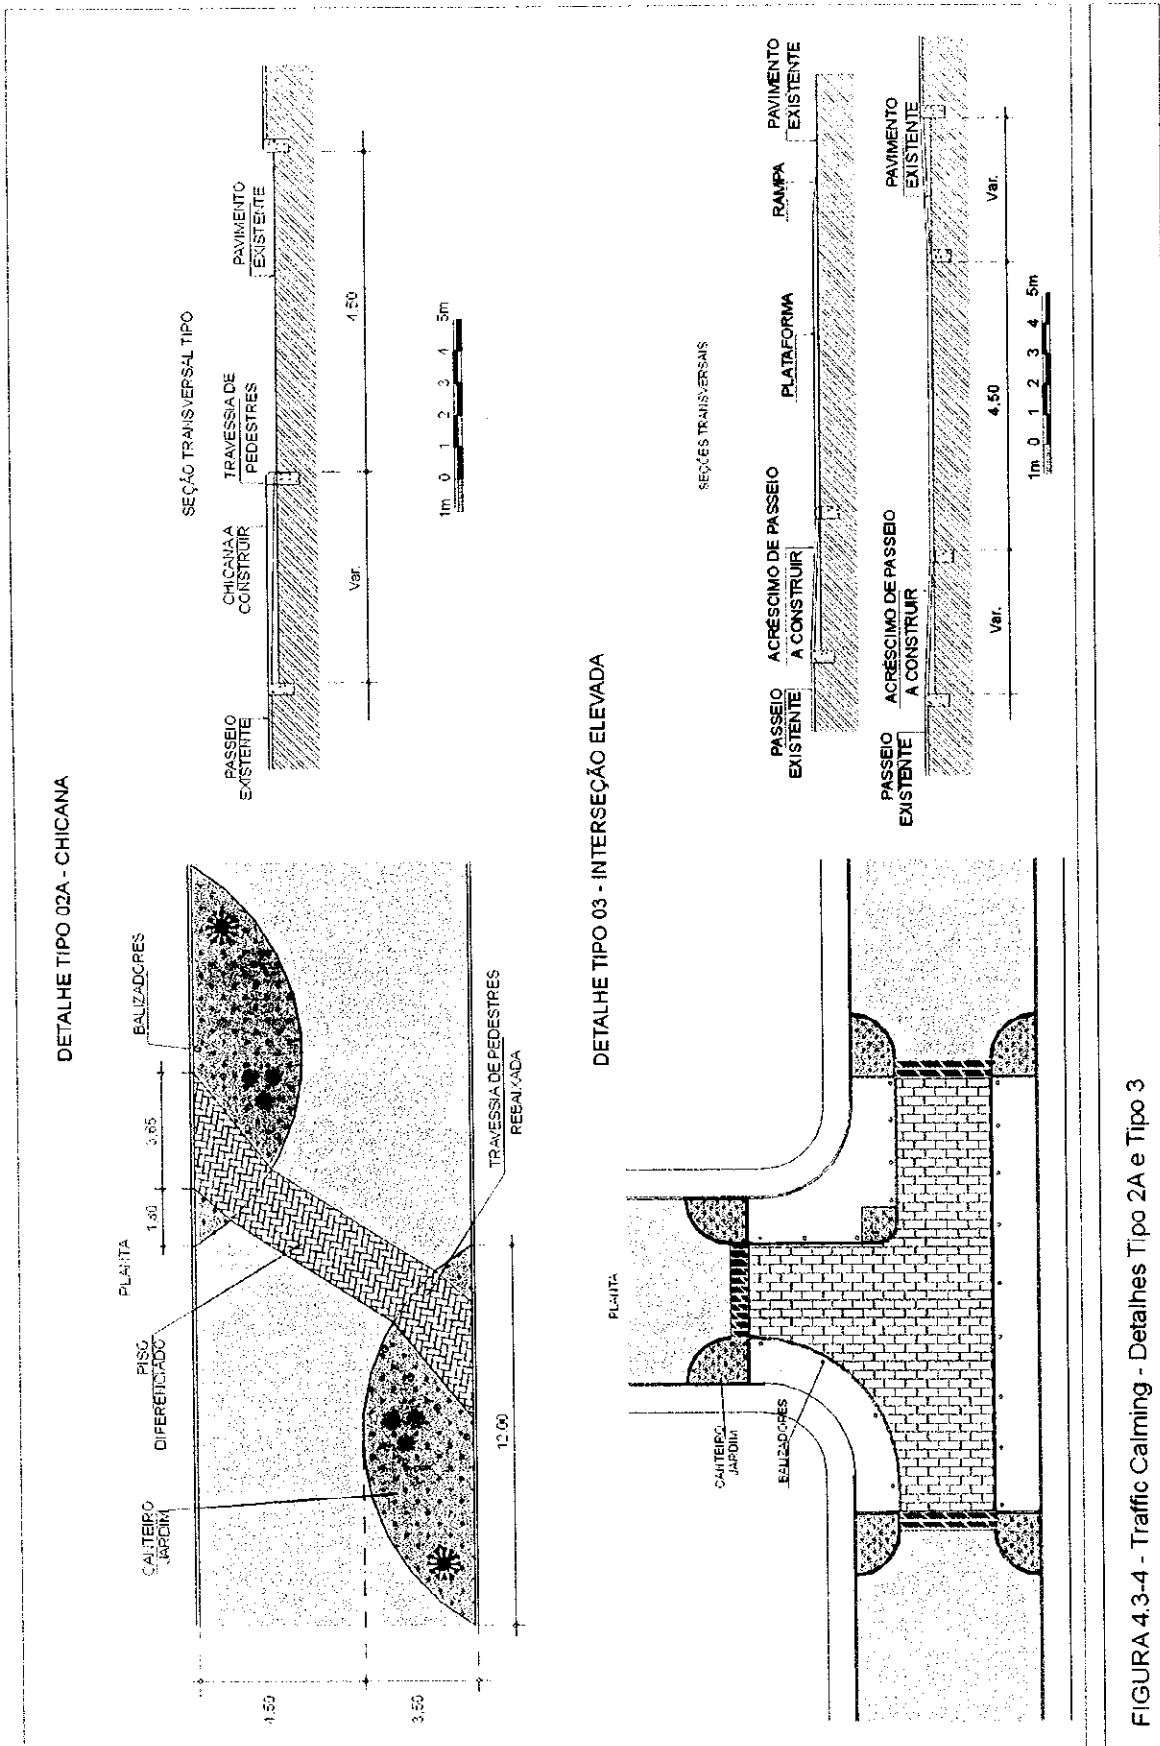 DETALHE TIPO 02A - CHICANA
PLANTA
CANTEIRO
JARDIM
PISO
DIFERENCIADO
BALIZADORES
1.80
3.65
4.50
3.50
12.00
TRAVESSIA DE PEDESTRES
REBAIXADA
SEÇÃO TRANSVERSAL TIPO
PASSEIO
EXISTENTE
CHICANA A
CONSTRUIR
TRAVESSIA DE
PEDESTRES
PAVIMENTO
EXISTENTE
Var.
4.50
1m 0 1 2 3 4 5m
DETALHE TIPO 03 - INTERSEÇÃO ELEVADA
PLANTA
CANTEIRO
JARDIM
BALIZADORES
SEÇÕES TRANSVERSAIS
PASSEIO
EXISTENTE
ACRÉSCIMO DE PASSEIO
A CONSTRUIR
PLATAFORMA
RAMPA
PAVIMENTO
EXISTENTE
PASSEIO
EXISTENTE
ACRÉSCIMO DE PASSEIO
A CONSTRUIR
PAVIMENTO
EXISTENTE
Var.
4,50
Var.
1m 0 1 2 3 4 5m
FIGURA 4.3-4 - Traffic Calming - Detalhes Tipo 2A e Tipo 3